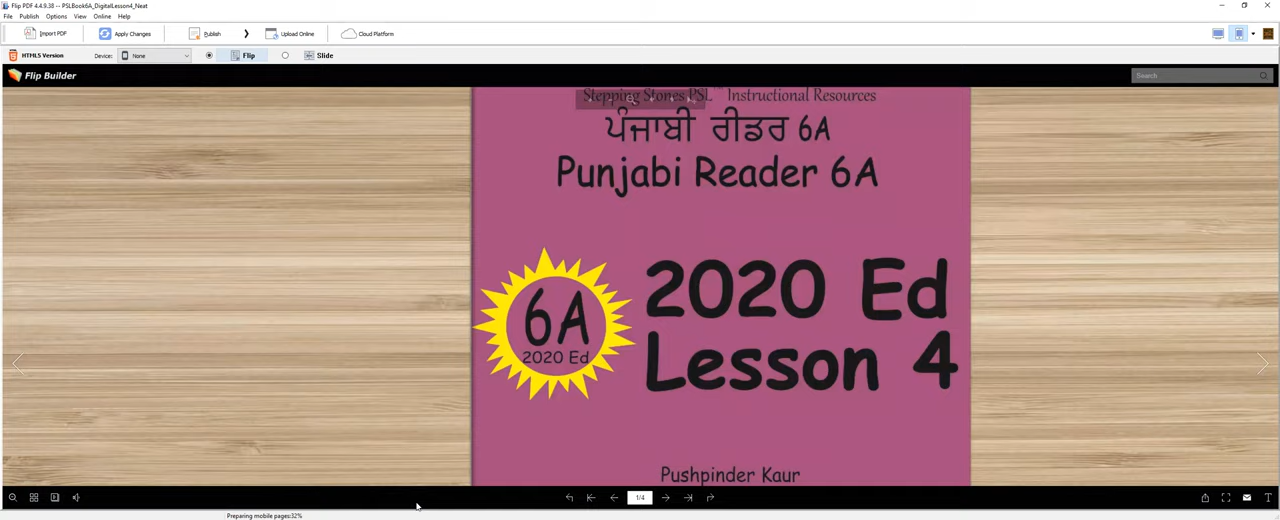 Flip PDF 4.4.9.38 -- PSLBook6A_DigitalLesson4_Neat
File Publish Options View Online Help
Import PDF Apply Changes Publish Upload Online Cloud Platform
HTML5 Version Device: None Flip Slide
Flip Builder Search
Stepping Stones PSL™ Instructional Resources
ਪੰਜਾਬੀ ਰੀਡਰ 6A
Punjabi Reader 6A
6A
2020 Ed
2020 Ed
Lesson 4
Pushpinder Kaur
1/4
Preparing mobile pages:32%